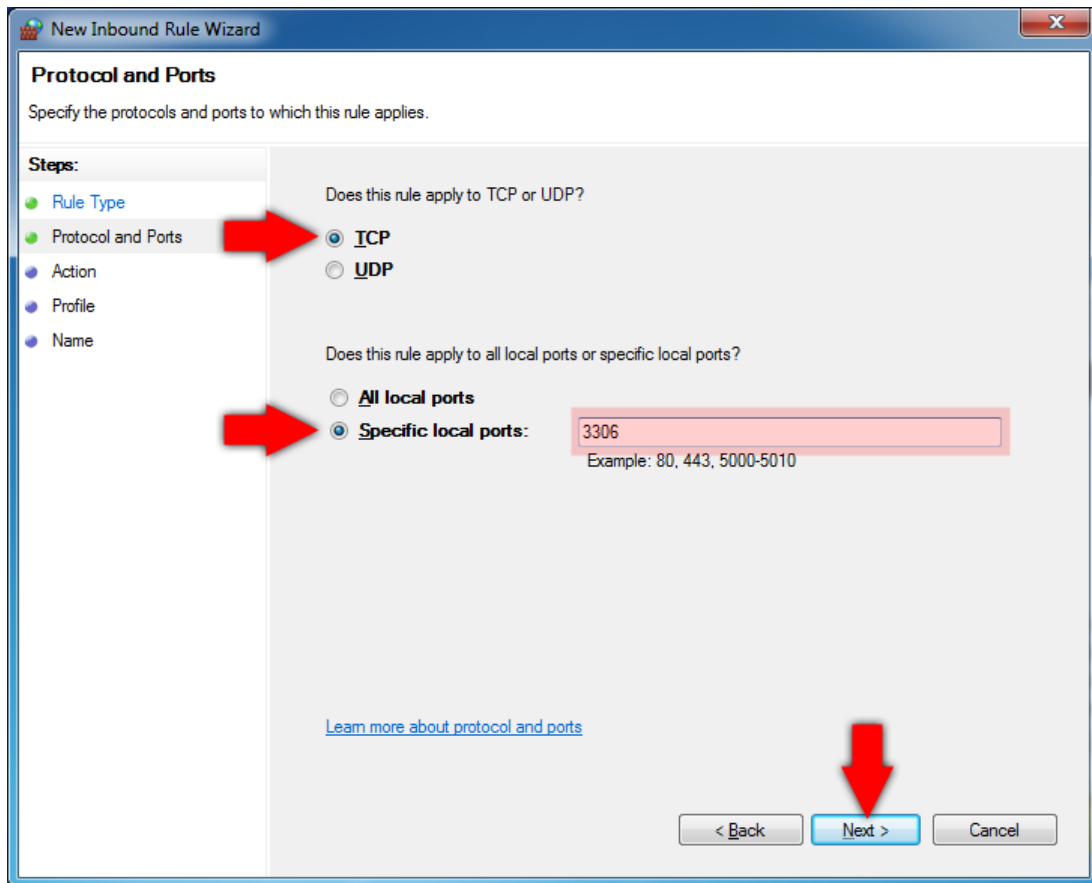 New Inbound Rule Wizard
Protocol and Ports
Specify the protocols and ports to which this rule applies.
Steps:
Rule Type
Protocol and Ports
Action
Profile
Name
Does this rule apply to TCP or UDP?
TCP
UDP
Does this rule apply to all local ports or specific local ports?
All local ports
Specific local ports: 3306
Example: 80, 443, 5000-5010
Learn more about protocol and ports
< Back Next > Cancel